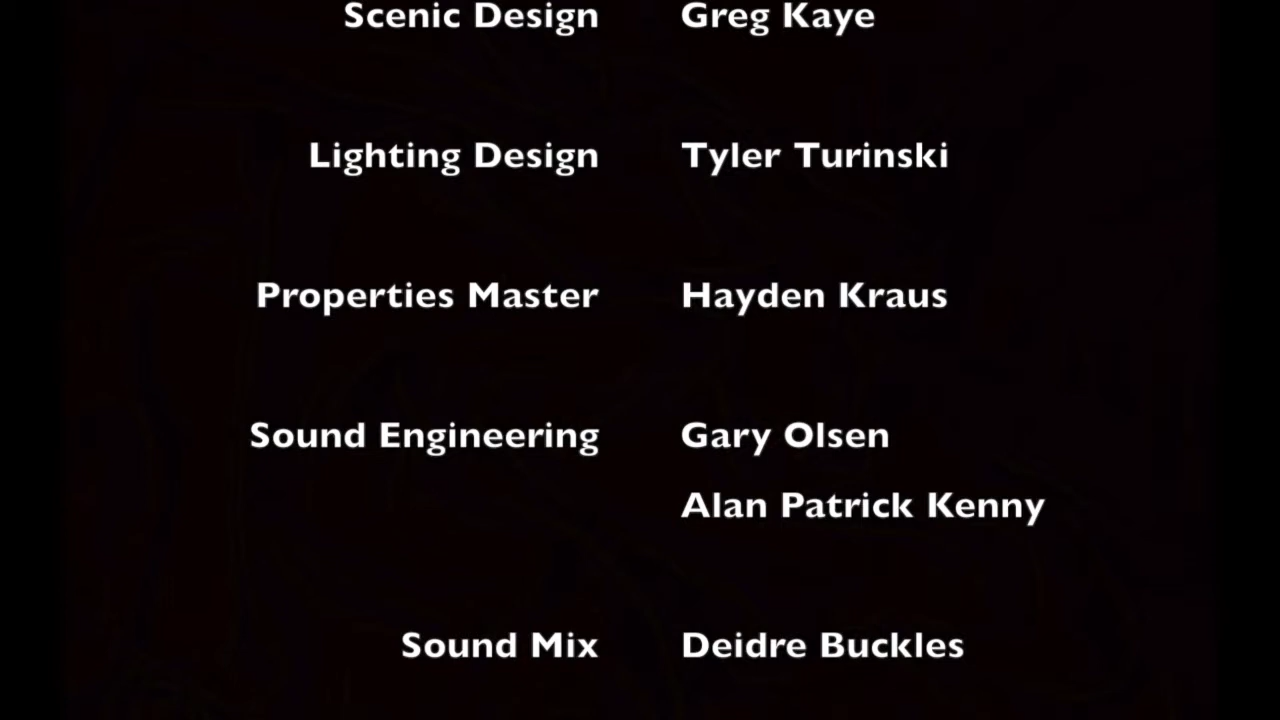 Scenic Design Greg Kaye
Lighting Design Tyler Turinski
Properties Master Hayden Kraus
Sound Engineering Gary Olsen
Alan Patrick Kenny
Sound Mix Deidre Buckles